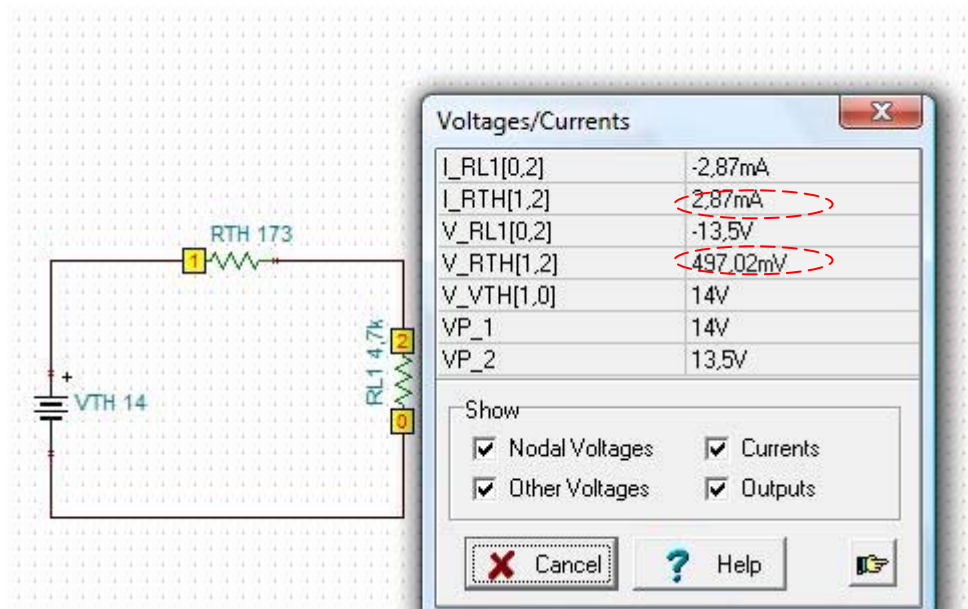 Voltages/Currents
I_RL1[0,2] -2,87mA
I_RTH[1,2] 2,87mA
V_RL1[0,2] -13,5V
V_RTH[1,2] 497,02mV
V_VTH[1,0] 14V
VP_1 14V
VP_2 13,5V
Show
Nodal Voltages Currents
Other Voltages Outputs
Cancel Help
RTH 173
1
RL1 4,7k
2
0
+
VTH 14